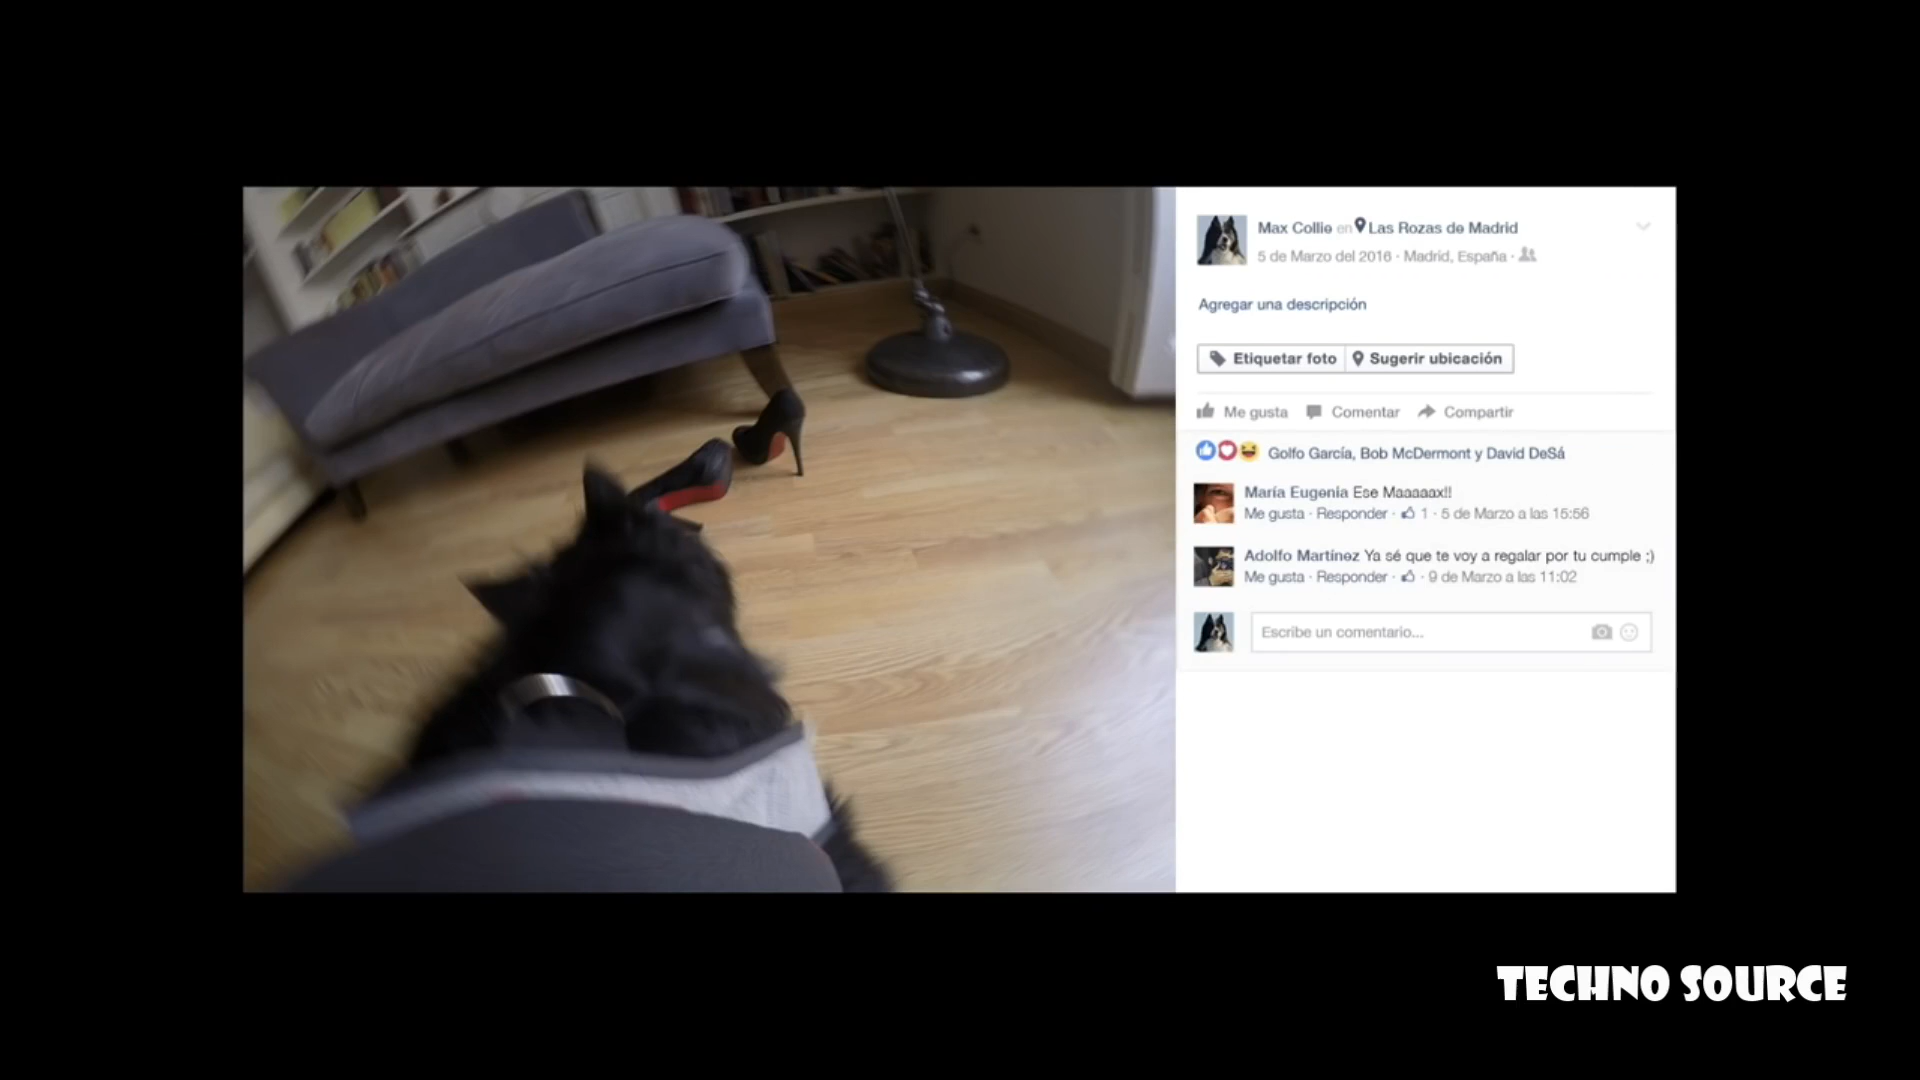 Max Collie en Las Rozas de Madrid
5 de Marzo del 2016 · Madrid, España ·
Agregar una descripción
Etiquetar foto Sugerir ubicación
Me gusta Comentar Compartir
Golfo García, Bob McDermont y David DeSá
María Eugenia Ese Maaaaax!!
Me gusta · Responder · 1 · 5 de Marzo a las 15:56
Adolfo Martínez Ya sé que te voy a regalar por tu cumple ;)
Me gusta · Responder · · 9 de Marzo a las 11:02
Escribe un comentario...
TECHNO SOURCE